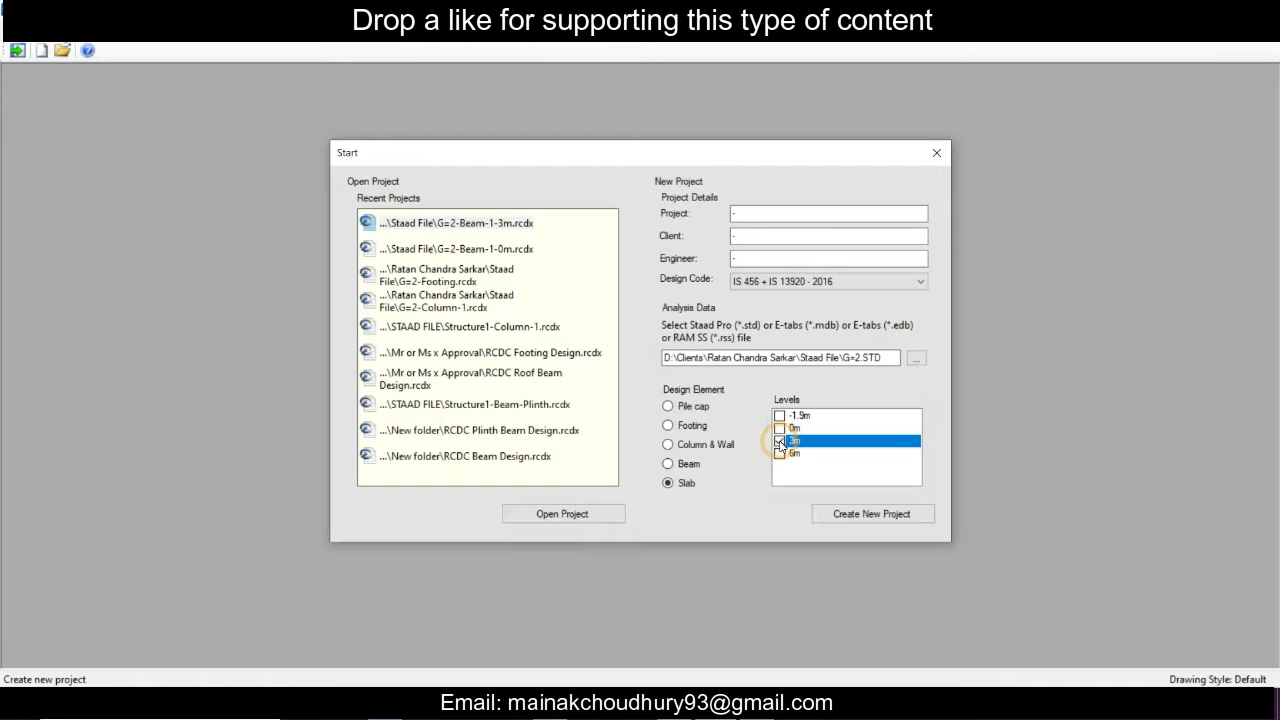 Drop a like for supporting this type of content
Start
Open Project
Recent Projects
...\Staad File\G=2-Beam-1-3m.rcdx
...\Staad File\G=2-Beam-1-0m.rcdx
...\Ratan Chandra Sarkar\Staad
File\G=2-Footing.rcdx
...\Ratan Chandra Sarkar\Staad
File\G=2-Column-1.rcdx
...\STAAD FILE\Structure1-Column-1.rcdx
...\Mr or Ms x Approval\RCDC Footing Design.rcdx
...\Mr or Ms x Approval\RCDC Roof Beam
Design.rcdx
...\STAAD FILE\Structure1-Beam-Plinth.rcdx
...\New folder\RCDC Plinth Beam Design.rcdx
...\New folder\RCDC Beam Design.rcdx
Open Project
New Project
Project Details
Project: -
Client: -
Engineer: -
Design Code: IS 456 + IS 13920 - 2016
Analysis Data
Select Staad Pro (*.std) or E-tabs (*.mdb) or E-tabs (*.edb)
or RAM SS (*.rss) file
D:\Clients\Ratan Chandra Sarkar\Staad File\G=2.STD ...
Design Element
Pile cap
Footing
Column & Wall
Beam
Slab
Levels
-1.9m
0m
3m
6m
Create New Project
Create new project
Drawing Style: Default
Email: mainakchoudhury93@gmail.com